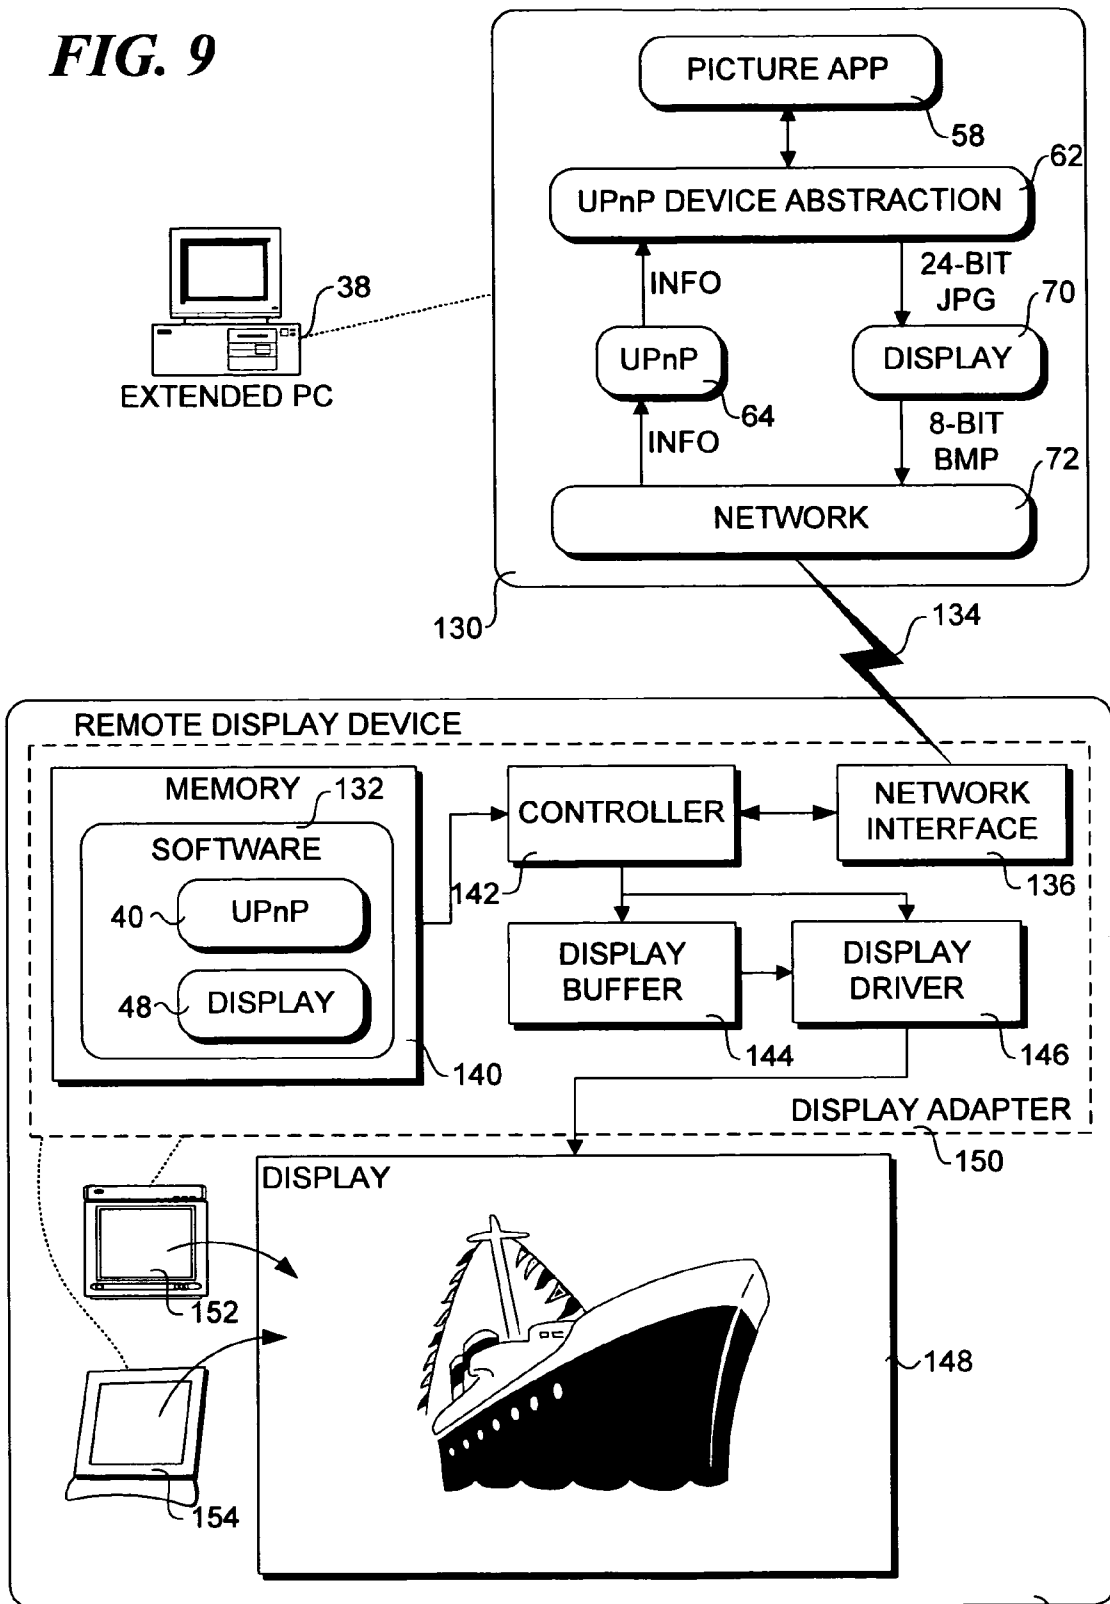 FIG. 9
PICTURE APP
58
62
UPnP DEVICE ABSTRACTION
INFO
24-BIT
JPG
38
70
UPnP
DISPLAY
EXTENDED PC
64
INFO
8-BIT
BMP
72
NETWORK
130
134
REMOTE DISPLAY DEVICE
MEMORY
132
SOFTWARE
CONTROLLER
NETWORK
INTERFACE
142
136
40
UPnP
DISPLAY
BUFFER
DISPLAY
DRIVER
48
DISPLAY
140
144
146
DISPLAY ADAPTER
150
DISPLAY
152
148
154